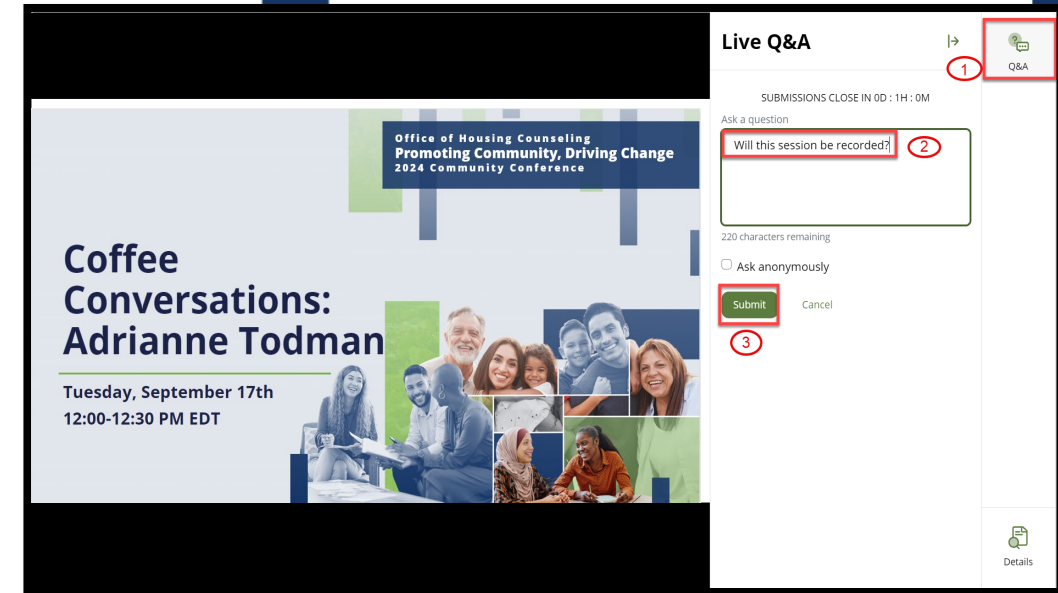 Office of Housing Counseling
Promoting Community, Driving Change
2024 Community Conference
Coffee
Conversations:
Adrianne Todman
Tuesday, September 17th
12:00-12:30 PM EDT
Live Q&A
1
Q&A
SUBMISSIONS CLOSE IN 0D : 1H : 0M
Ask a question
Will this session be recorded?
2
220 characters remaining
Ask anonymously
Submit
Cancel
3
Details